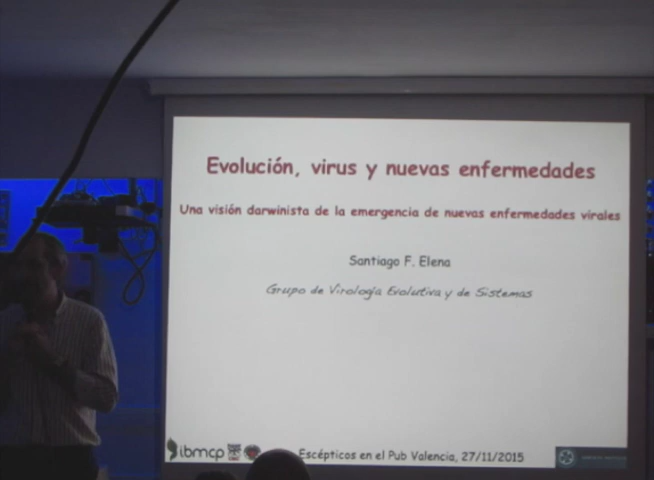 Evolución, virus y nuevas enfermedades
Una visión darwinista de la emergencia de nuevas enfermedades virales
Santiago F. Elena
Grupo de Virología Evolutiva y de Sistemas
ibmcp
Escépticos en el Pub Valencia, 27/11/2015